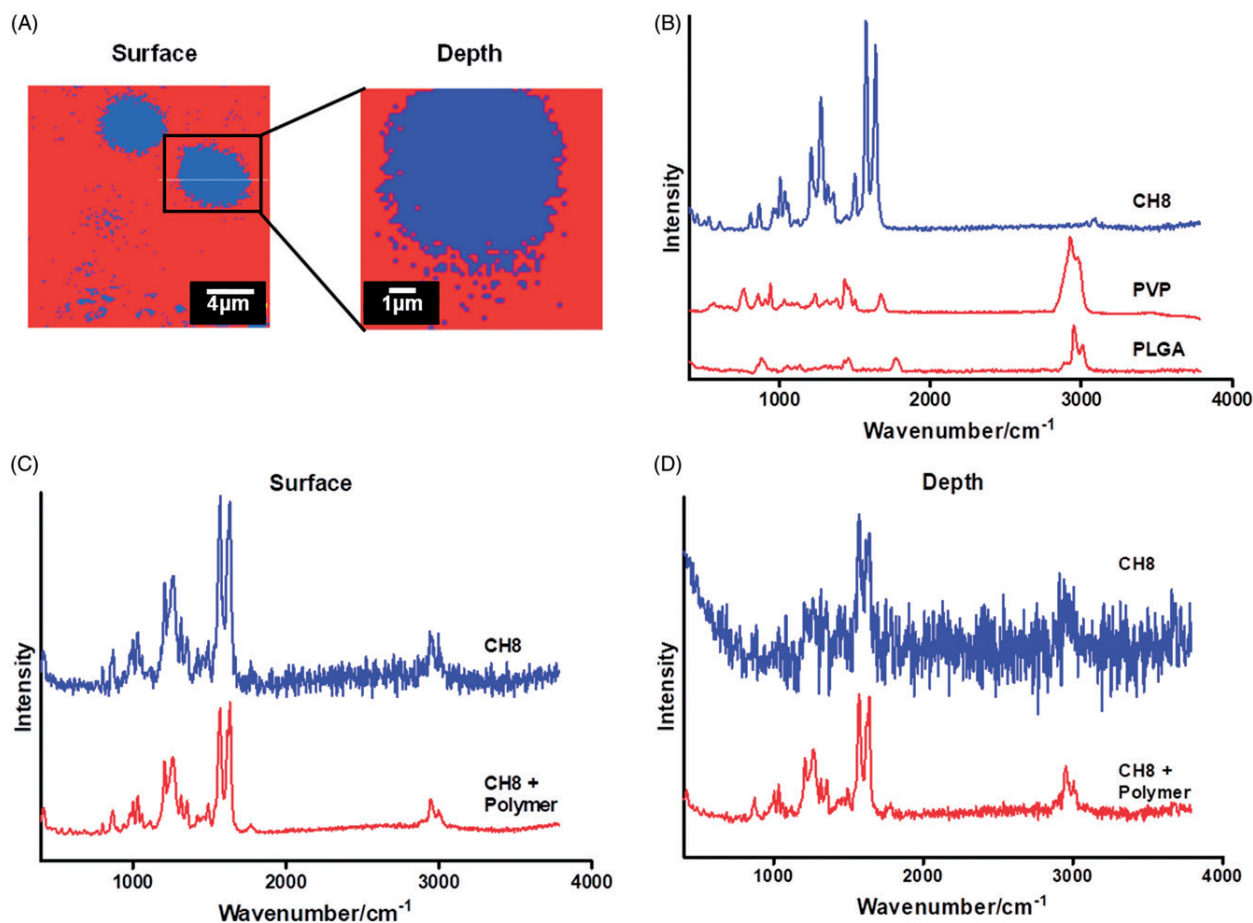 (A)
Surface
Depth
4µm
1µm
(B)
Intensity
CH8
PVP
PLGA
1000 2000 3000 4000
Wavenumber/cm⁻¹
(C)
Surface
Intensity
CH8
CH8 +
Polymer
1000 2000 3000 4000
Wavenumber/cm⁻¹
(D)
Depth
Intensity
CH8
CH8 +
Polymer
1000 2000 3000 4000
Wavenumber/cm⁻¹